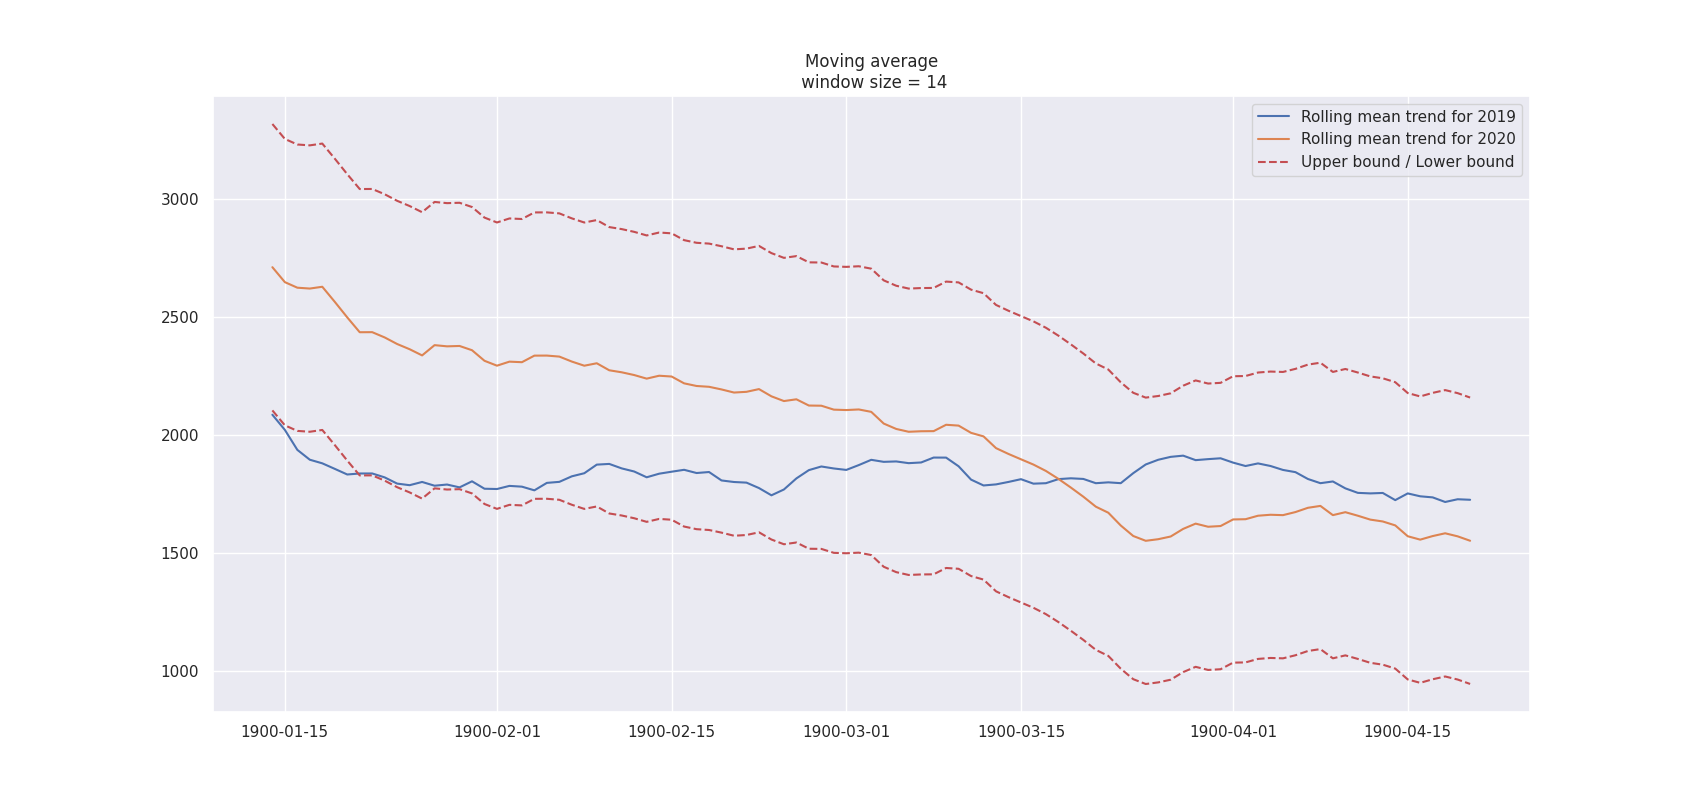 Moving average
window size = 14
Rolling mean trend for 2019
Rolling mean trend for 2020
Upper bound / Lower bound
3000
2500
2000
1500
1000
1900-01-15
1900-02-01
1900-02-15
1900-03-01
1900-03-15
1900-04-01
1900-04-15